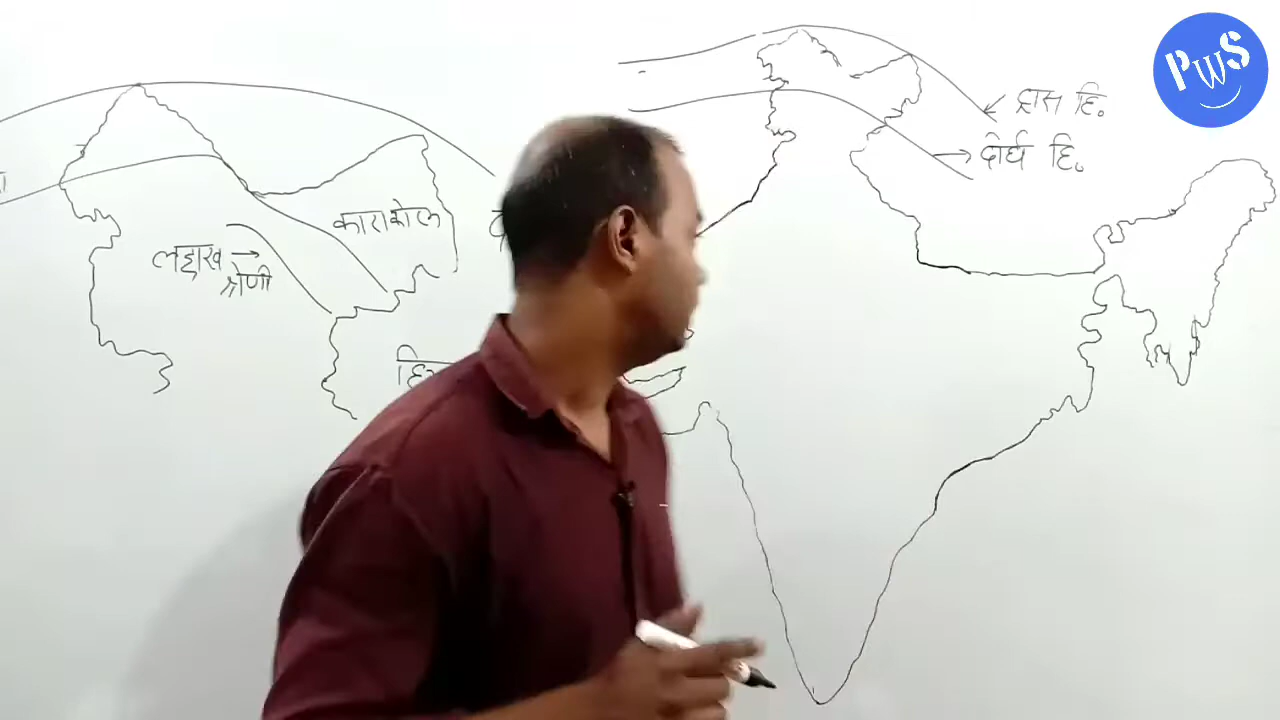 PWS
ट्रांस हि॰
दीर्घ हि॰
काराकोरम
लद्दाख →
श्रेणी